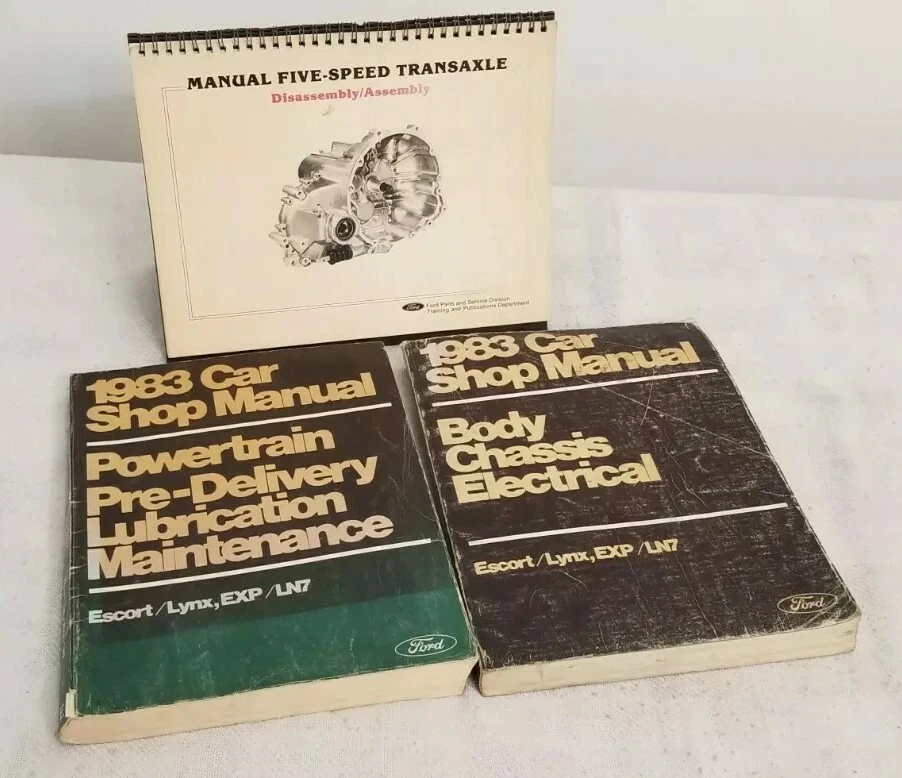 MANUAL FIVE-SPEED TRANSAXLE
Disassembly/Assembly
Ford
Ford Parts and Service Division
Training and Publications Department
1983 Car
Shop Manual
Powertrain
Pre-Delivery
Lubrication
Maintenance
Escort/Lynx, EXP/LN7
Ford
1983 Car
Shop Manual
Body
Chassis
Electrical
Escort/Lynx, EXP/LN7
Ford